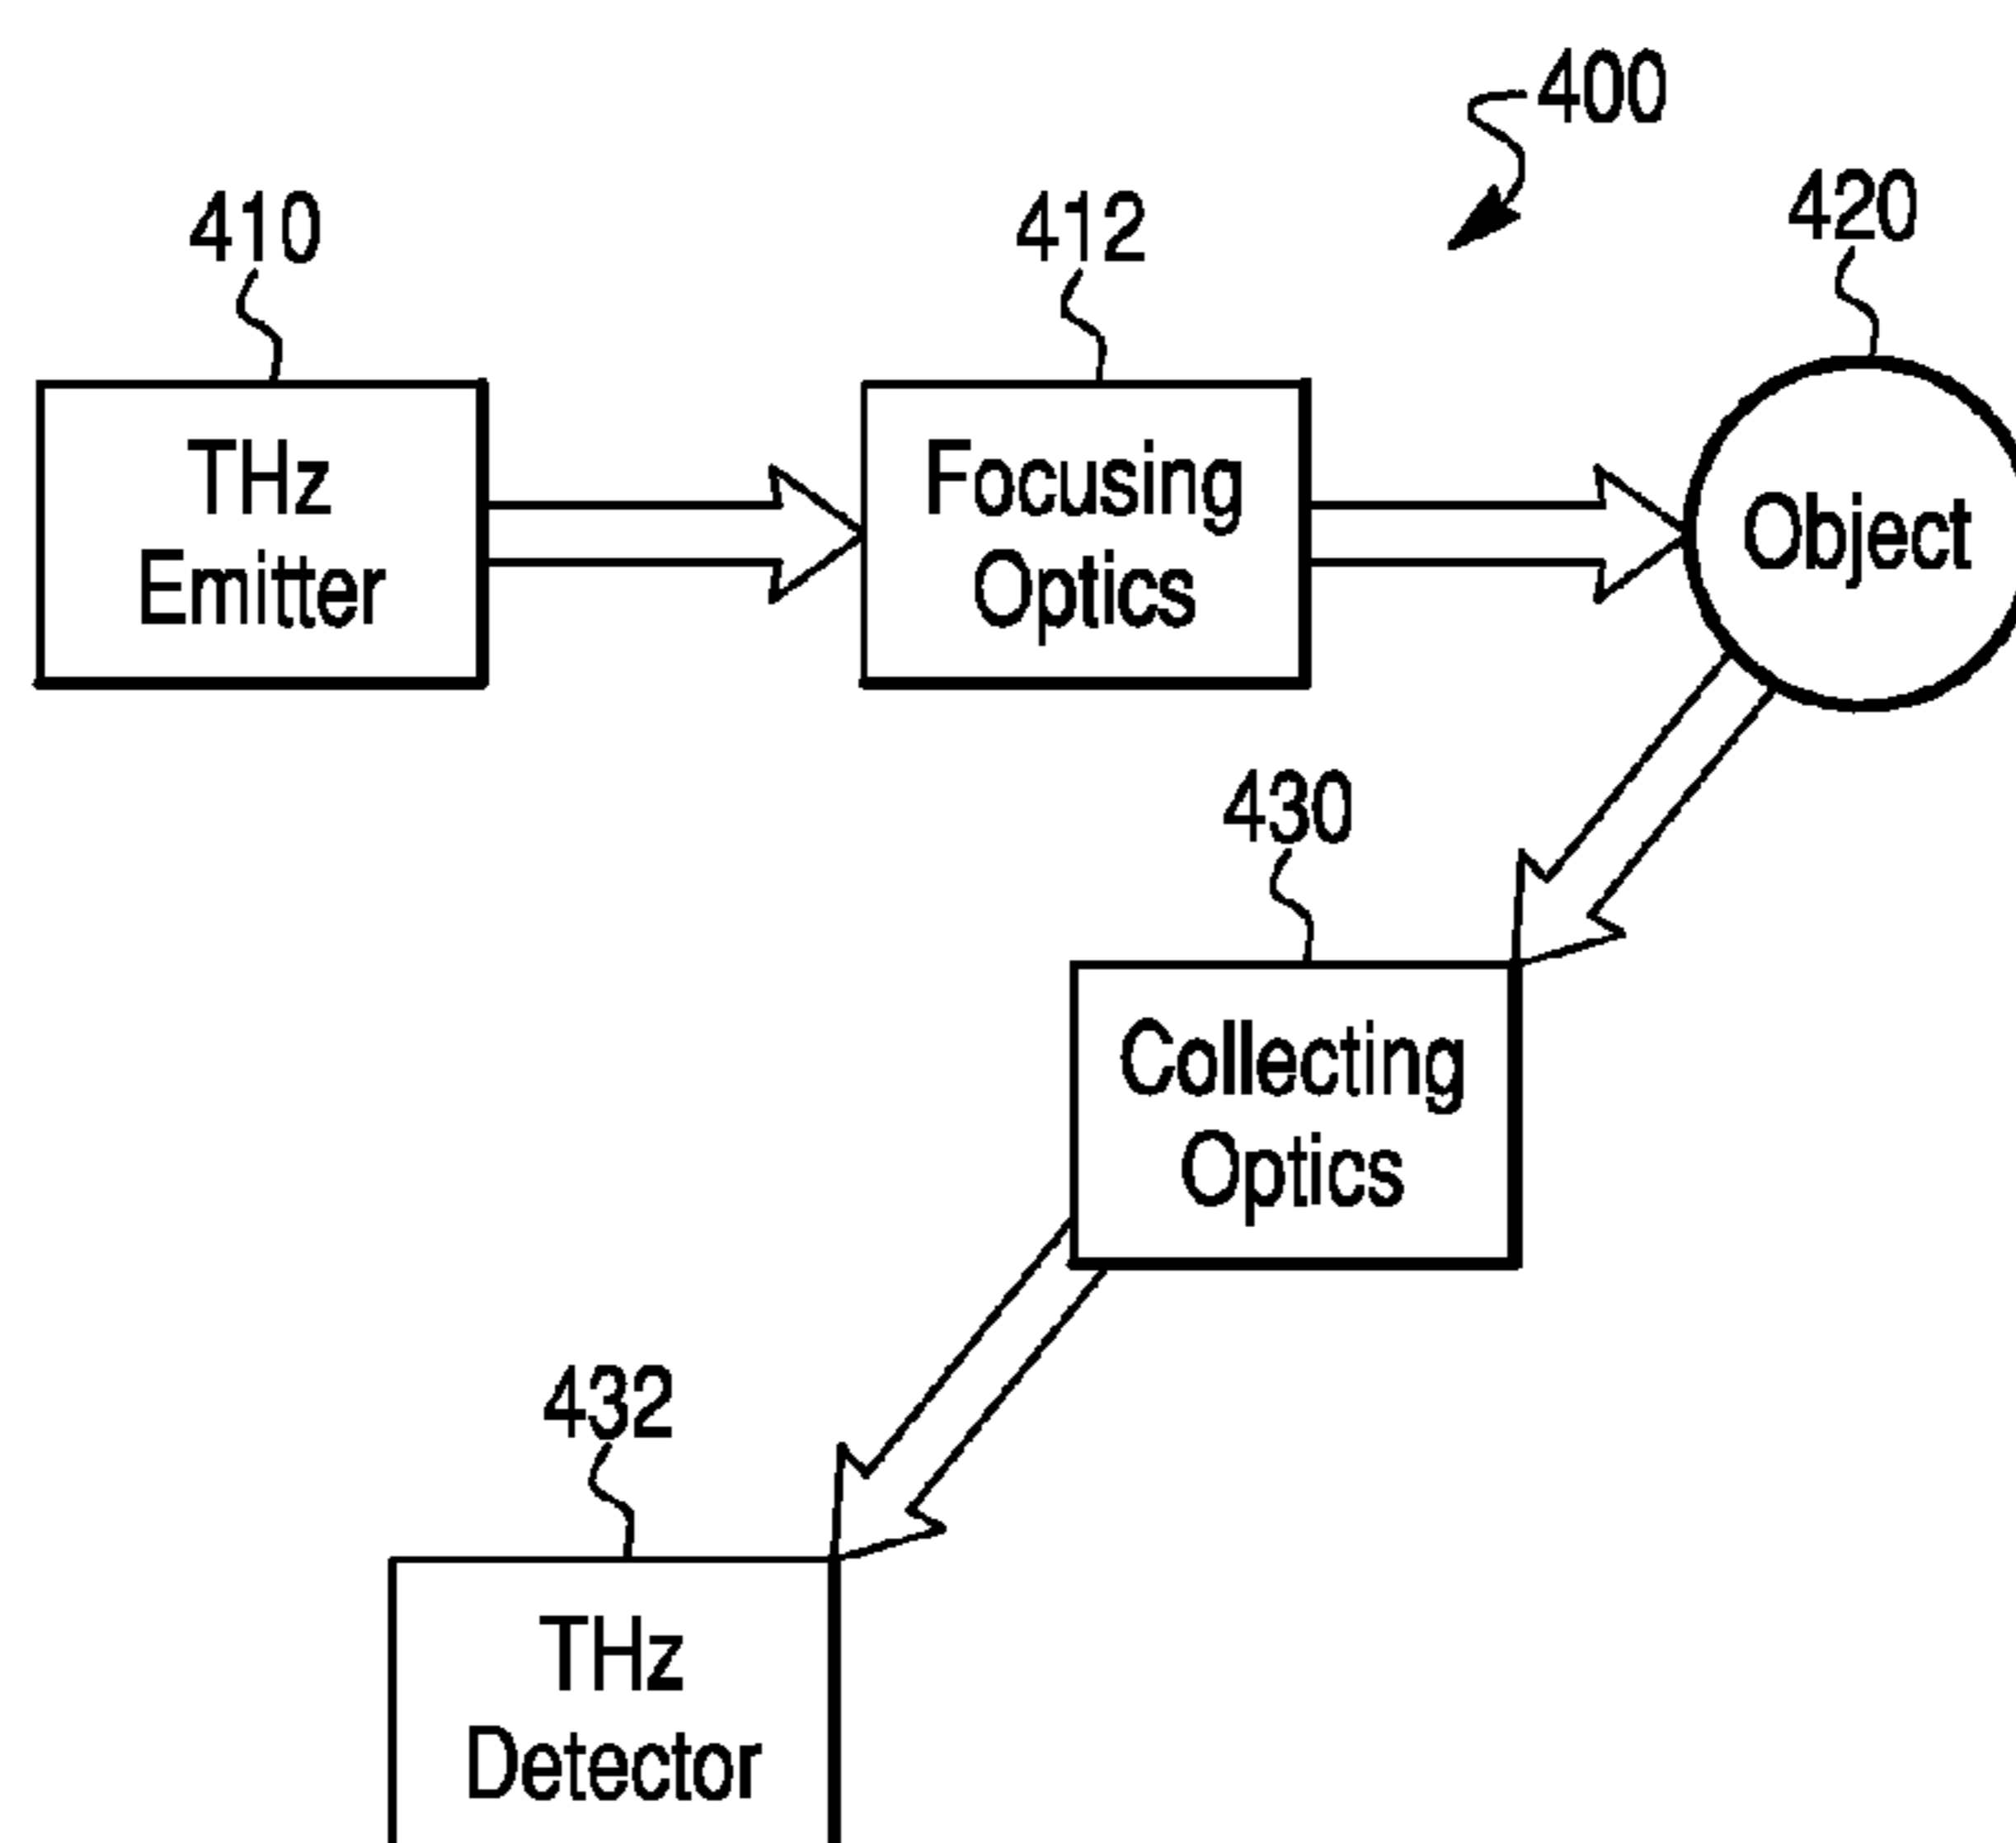 400
410
412
420
THz
Emitter
Focusing
Optics
Object
430
Collecting
Optics
432
THz
Detector